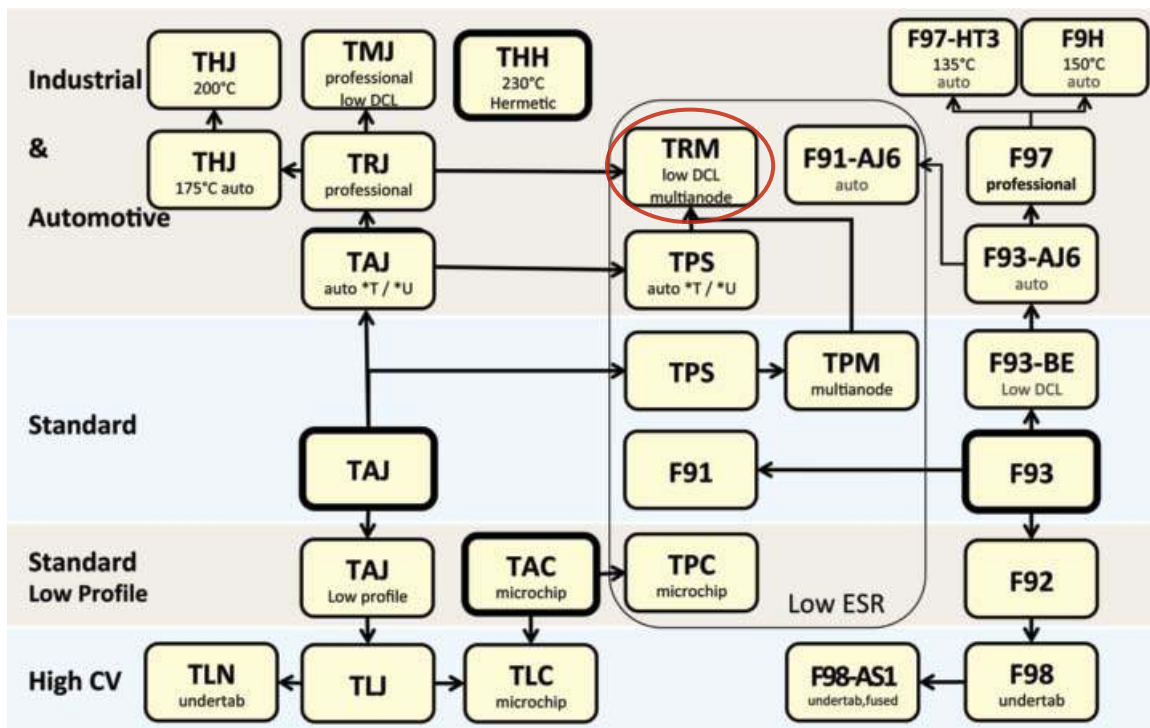 Industrial
&
Automotive
THJ
200°C
TMJ
professional
low DCL
THH
230°C
Hermetic
F97-HT3
135°C
auto
F9H
150°C
auto
THJ
175°C auto
TRJ
professional
TRM
low DCL
multianode
F91-AJ6
auto
F97
professional
TAJ
auto *T / *U
TPS
auto *T / *U
F93-AJ6
auto
Standard
TPS
TPM
multianode
F93-BE
Low DCL
TAJ
F91
F93
Standard
Low Profile
TAJ
Low profile
TAC
microchip
TPC
microchip
Low ESR
F92
High CV
TLN
undertab
TLJ
TLC
microchip
F98-AS1
undertab,fused
F98
undertab